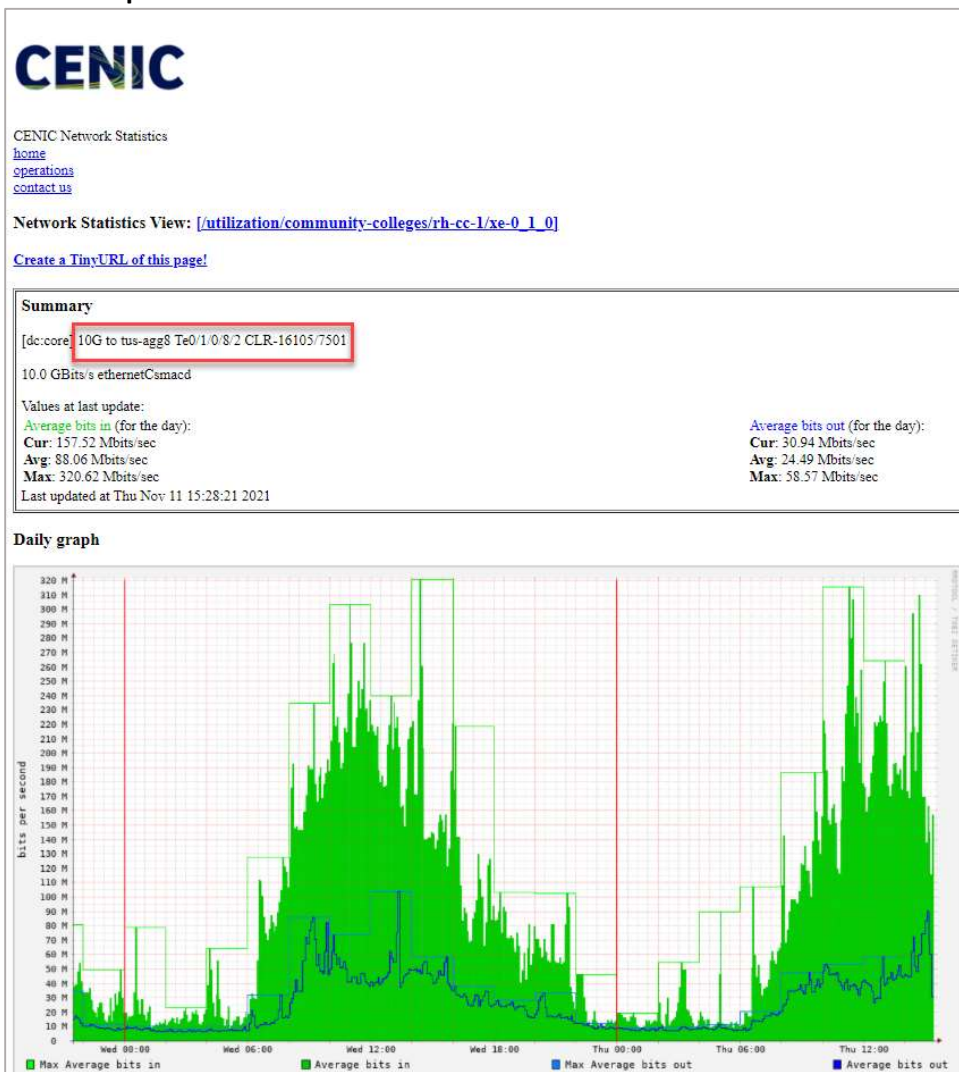 CENIC
CENIC Network Statistics
home
operations
contact us
Network Statistics View: [/utilization/community-colleges/rh-cc-1/xe-0_1_0]
Create a TinyURL of this page!
Summary
[dc:core] 10G to tus-agg8 Te0/1/0/8/2 CLR-16105/7501
10.0 GBits/s ethernetCsmacd
Values at last update:
Average bits in (for the day): Average bits out (for the day):
Cur: 157.52 Mbits/sec Cur: 30.94 Mbits/sec
Avg: 88.06 Mbits/sec Avg: 24.49 Mbits/sec
Max: 320.62 Mbits/sec Max: 58.57 Mbits/sec
Last updated at Thu Nov 11 15:28:21 2021
Daily graph
320 M
310 M
300 M
290 M
280 M
270 M
260 M
250 M
240 M
230 M
220 M
210 M
200 M
190 M
180 M
170 M
160 M
150 M
140 M
130 M
120 M
110 M
100 M
90 M
80 M
70 M
60 M
50 M
40 M
30 M
20 M
10 M
0
bits per second
RRDTOOL / TOBI OETIKER
Wed 00:00 Wed 06:00 Wed 12:00 Wed 18:00 Thu 00:00 Thu 06:00 Thu 12:00
Max Average bits in Average bits in Max Average bits out Average bits out